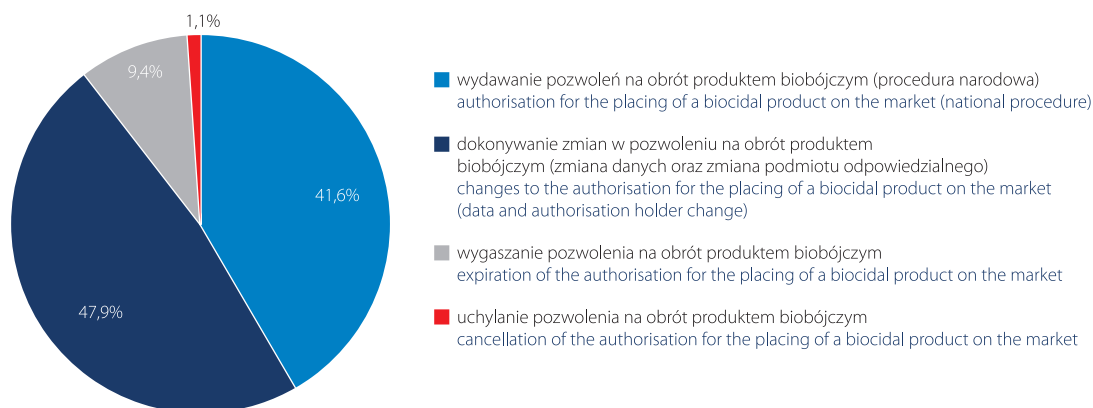 1,1%
9,4%
41,6%
47,9%
wydawanie pozwoleń na obrót produktem biobójczym (procedura narodowa)
authorisation for the placing of a biocidal product on the market (national procedure)
dokonywanie zmian w pozwoleniu na obrót produktem
biobójczym (zmiana danych oraz zmiana podmiotu odpowiedzialnego)
changes to the authorisation for the placing of a biocidal product on the market
(data and authorisation holder change)
wygaszanie pozwolenia na obrót produktem biobójczym
expiration of the authorisation for the placing of a biocidal product on the market
uchylanie pozwolenia na obrót produktem biobójczym
cancellation of the authorisation for the placing of a biocidal product on the market